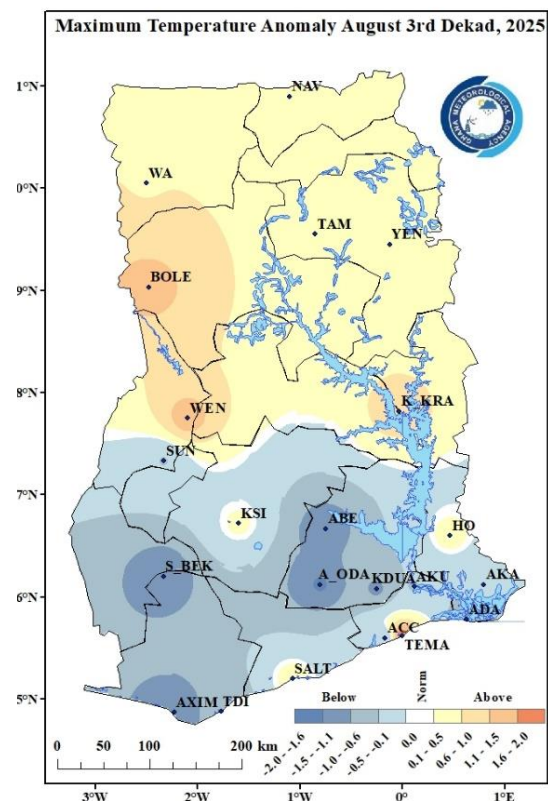 Maximum Temperature Anomaly August 3rd Dekad, 2025
1°N
NAV
GHANA METEOROLOGICAL AGENCY
WA
0°N
TAM
YEN
BOLE
9°N
8°N
WEN
K_KRA
SUN
7°N
KSI
ABE
HO
S_BEK
A_ODA
KDUA
AKU
AKA
6°N
ADA
ACC
TEMA
SALT
5°N
AXIM
TDI
Below
Norm
Above
0 100 200 km
-2.0 - -1.6
-1.5 - -1.1
-1.0 - -0.6
-0.5 - -0.1
0.0
0.1 - 0.5
0.6 - 1.0
1.1 - 1.5
1.6 - 2.0
3°W
2°W
1°W
0°
1°E